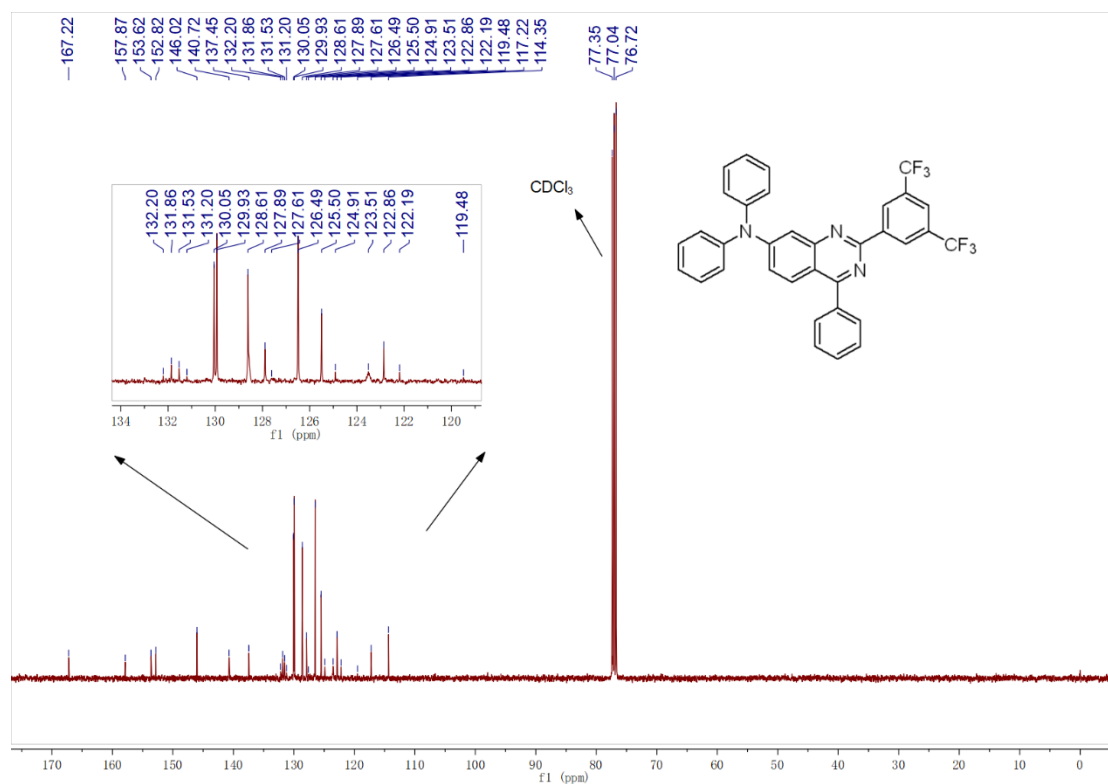 167.22 157.87 153.62 152.82 146.02 140.72 137.45 132.20 131.86 131.53 131.20 130.05 129.93 128.61 127.89 127.61 126.49 125.50 124.91 123.51 122.86 122.19 119.48 117.22 114.35 77.35 77.04 76.72
132.20 131.86 131.53 131.20 130.05 129.93 128.61 127.89 127.61 126.49 125.50 124.91 123.51 122.86 122.19 119.48
134 132 130 128 126 124 122 120
f1 (ppm)
CDCl₃
CF₃
CF₃
N
N
N
170 160 150 140 130 120 110 100 90 80 70 60 50 40 30 20 10 0
f1 (ppm)